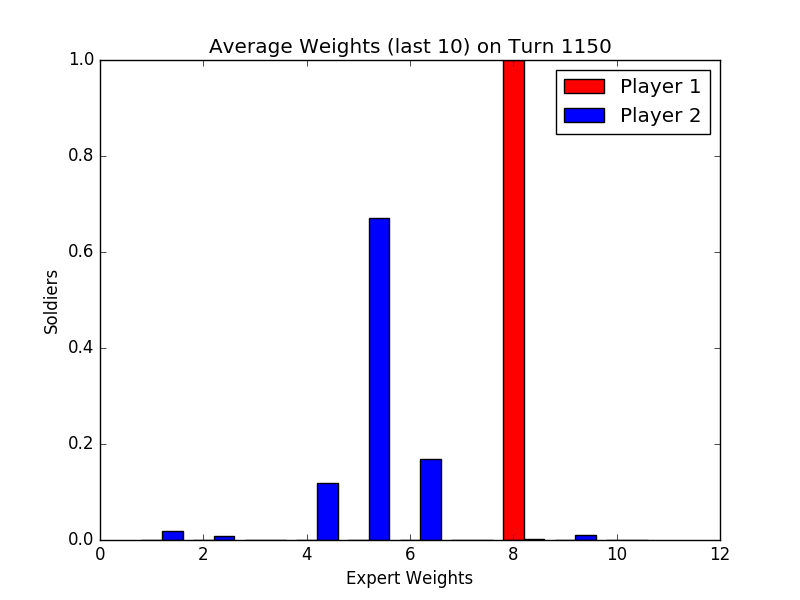 Average Weights (last 10) on Turn 1150
1.0
0.8
0.6
0.4
0.2
0.0
Soldiers
Player 1
Player 2
0 2 4 6 8 10 12
Expert Weights